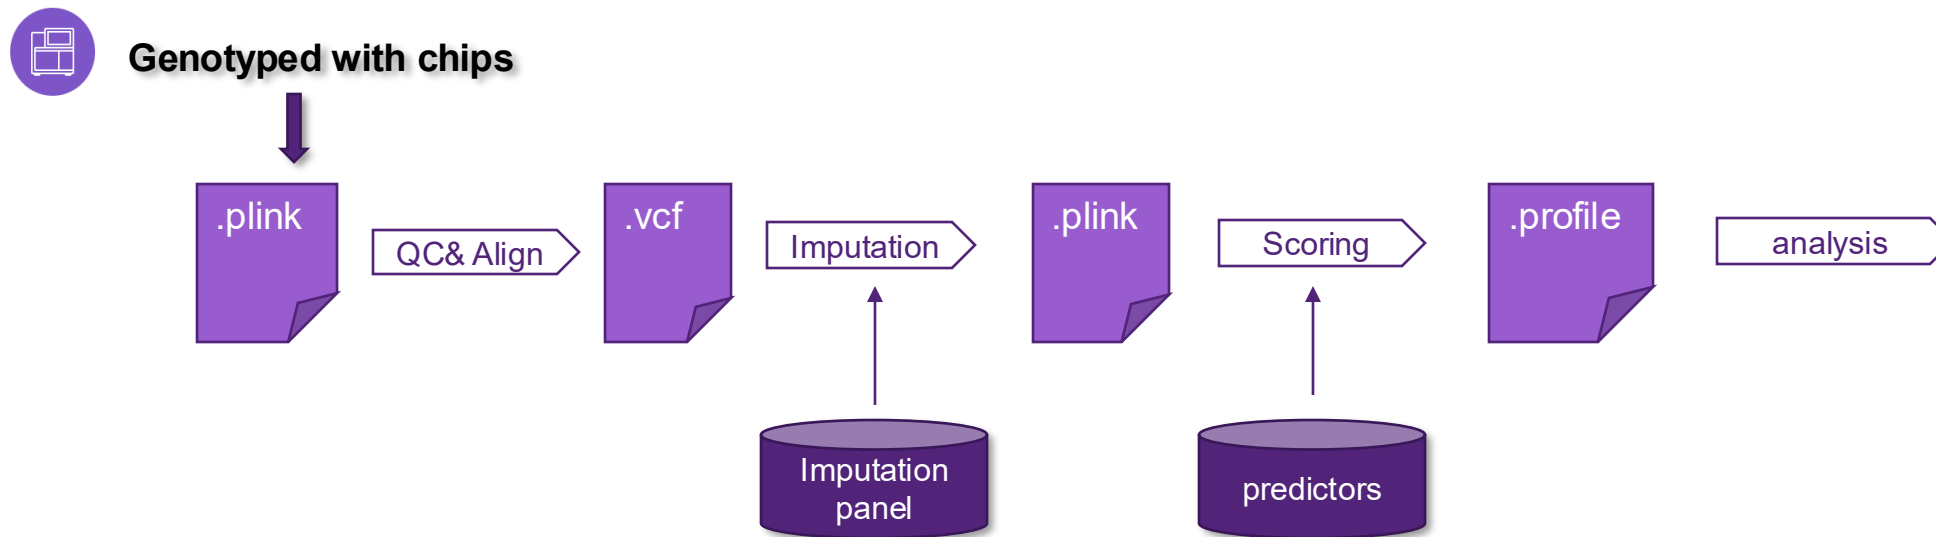 Genotyped with chips
.plink
QC& Align
.vcf
Imputation
.plink
Scoring
.profile
analysis
Imputation
panel
predictors